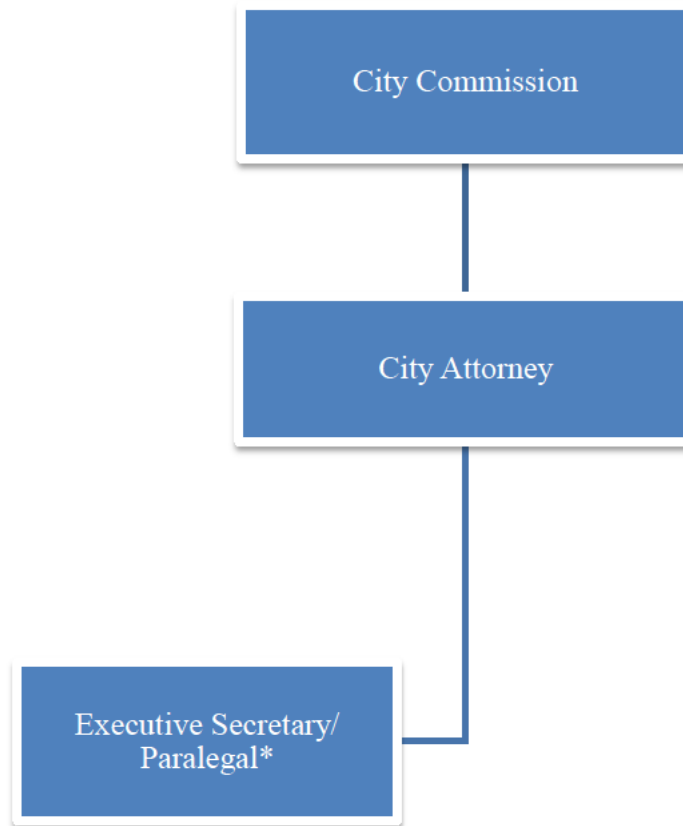 City Commission
City Attorney
Executive Secretary/
Paralegal*